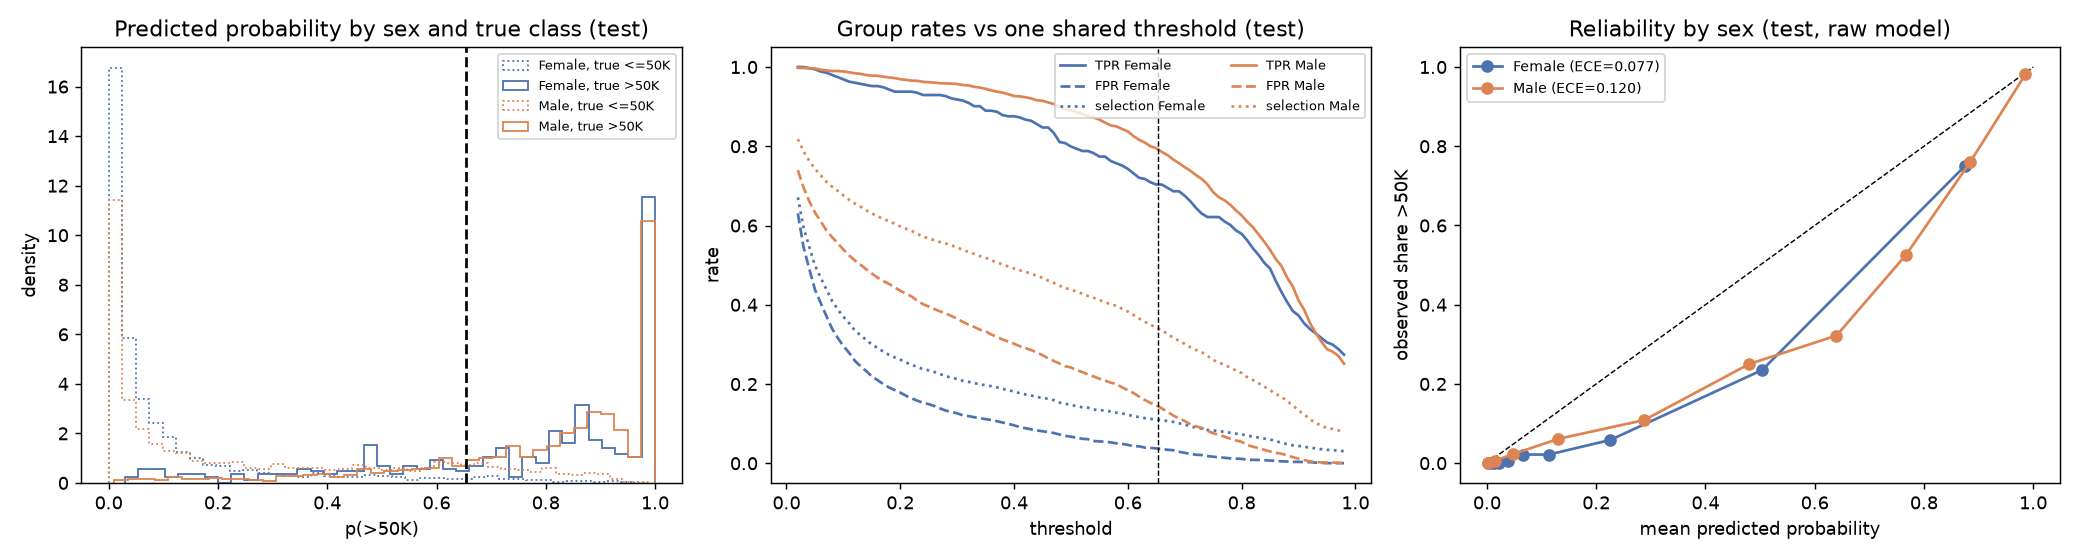 Predicted probability by sex and true class (test)
density
16
14
12
10
8
6
4
2
0
Female, true <=50K
Female, true >50K
Male, true <=50K
Male, true >50K
0.0 0.2 0.4 0.6 0.8 1.0
p(>50K)
Group rates vs one shared threshold (test)
rate
1.0
0.8
0.6
0.4
0.2
0.0
TPR Female
FPR Female
selection Female
TPR Male
FPR Male
selection Male
0.0 0.2 0.4 0.6 0.8 1.0
threshold
Reliability by sex (test, raw model)
observed share >50K
1.0
0.8
0.6
0.4
0.2
0.0
Female (ECE=0.077)
Male (ECE=0.120)
0.0 0.2 0.4 0.6 0.8 1.0
mean predicted probability